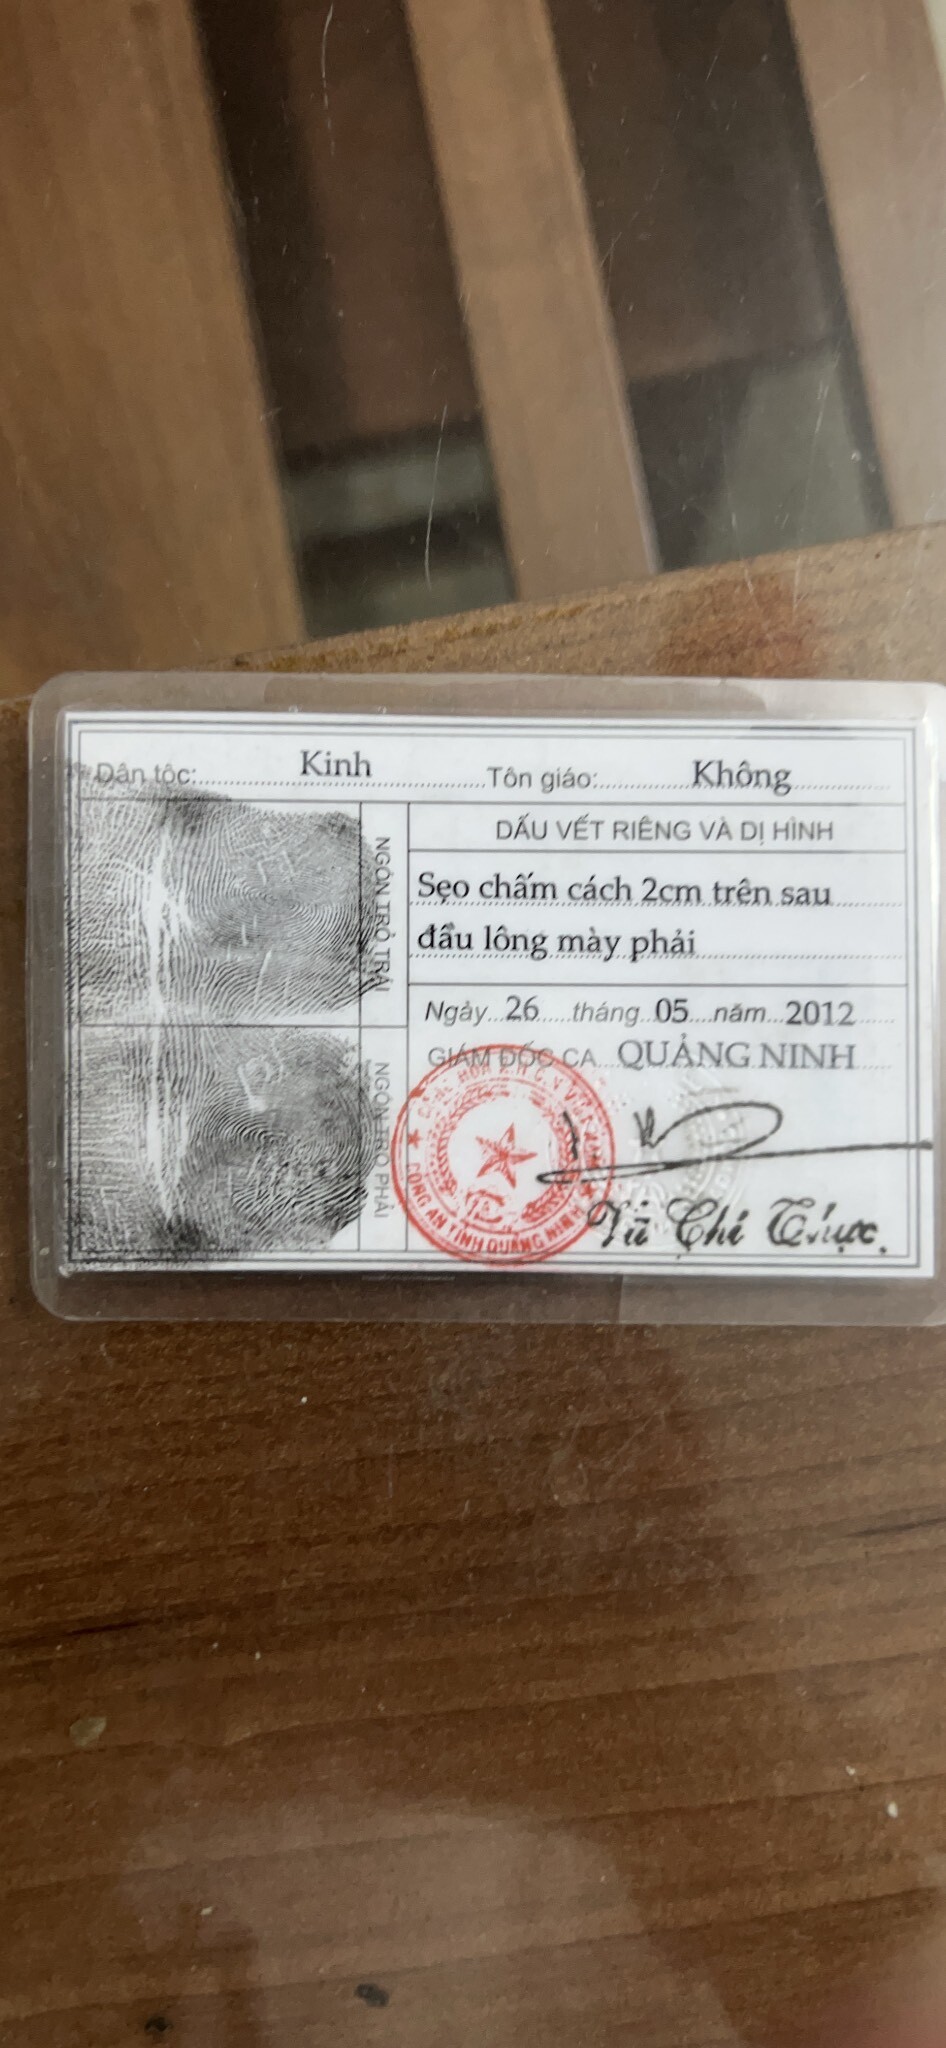 Dân tộc: Kinh Tôn giáo: Không
NGÓN TRỎ TRÁI
NGÓN TRỎ PHẢI
DẤU VẾT RIÊNG VÀ DỊ HÌNH
Sẹo chấm cách 2cm trên sau
đầu lông mày phải
Ngày 26 tháng 05 năm 2012
GIÁM ĐỐC CA QUẢNG NINH
CÔNG AN TỈNH QUẢNG NINH
Vũ Chí Thực